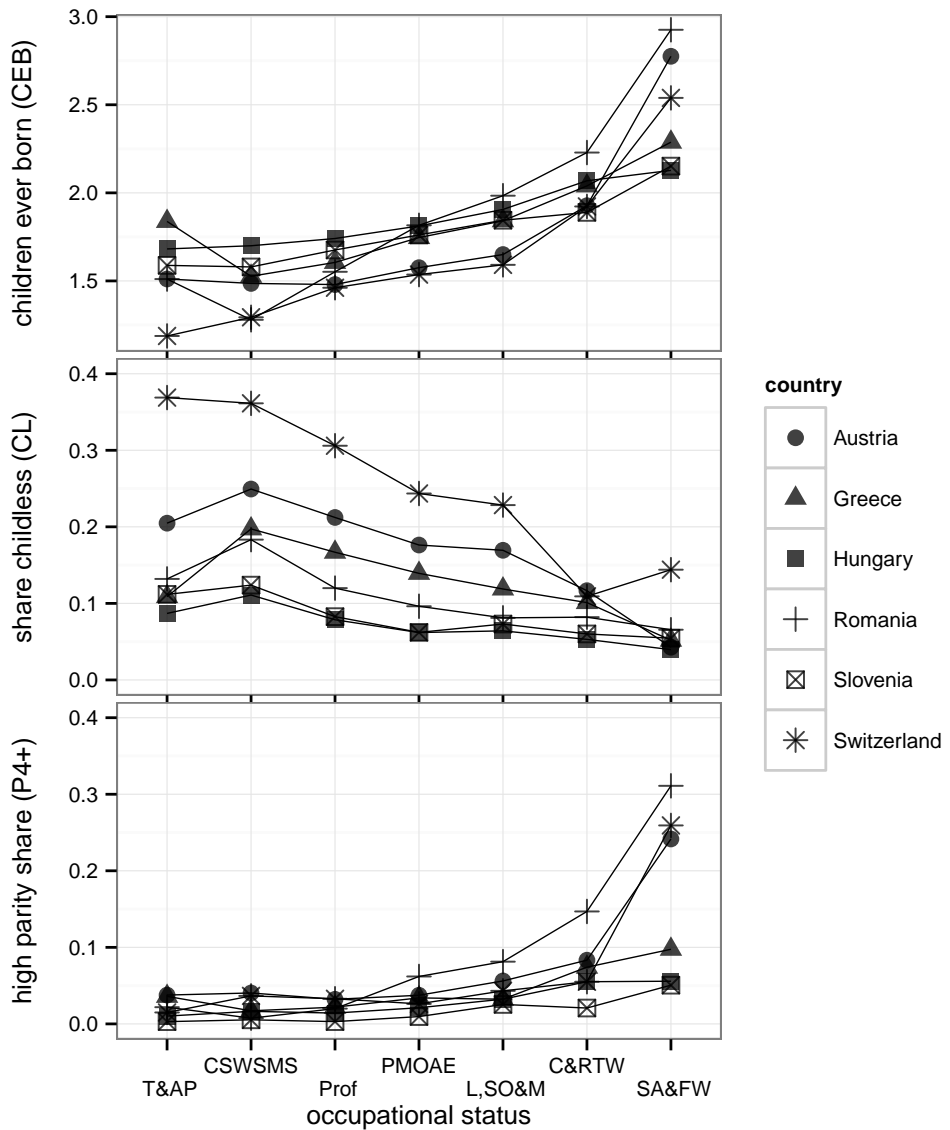 children ever born (CEB)
3.0
2.5
2.0
1.5
share childless (CL)
0.4
0.3
0.2
0.1
0.0
high parity share (P4+)
0.4
0.3
0.2
0.1
0.0
CSWSMS PMOAE C&RTW
T&AP Prof L,SO&M SA&FW
occupational status
country
Austria
Greece
Hungary
Romania
Slovenia
Switzerland